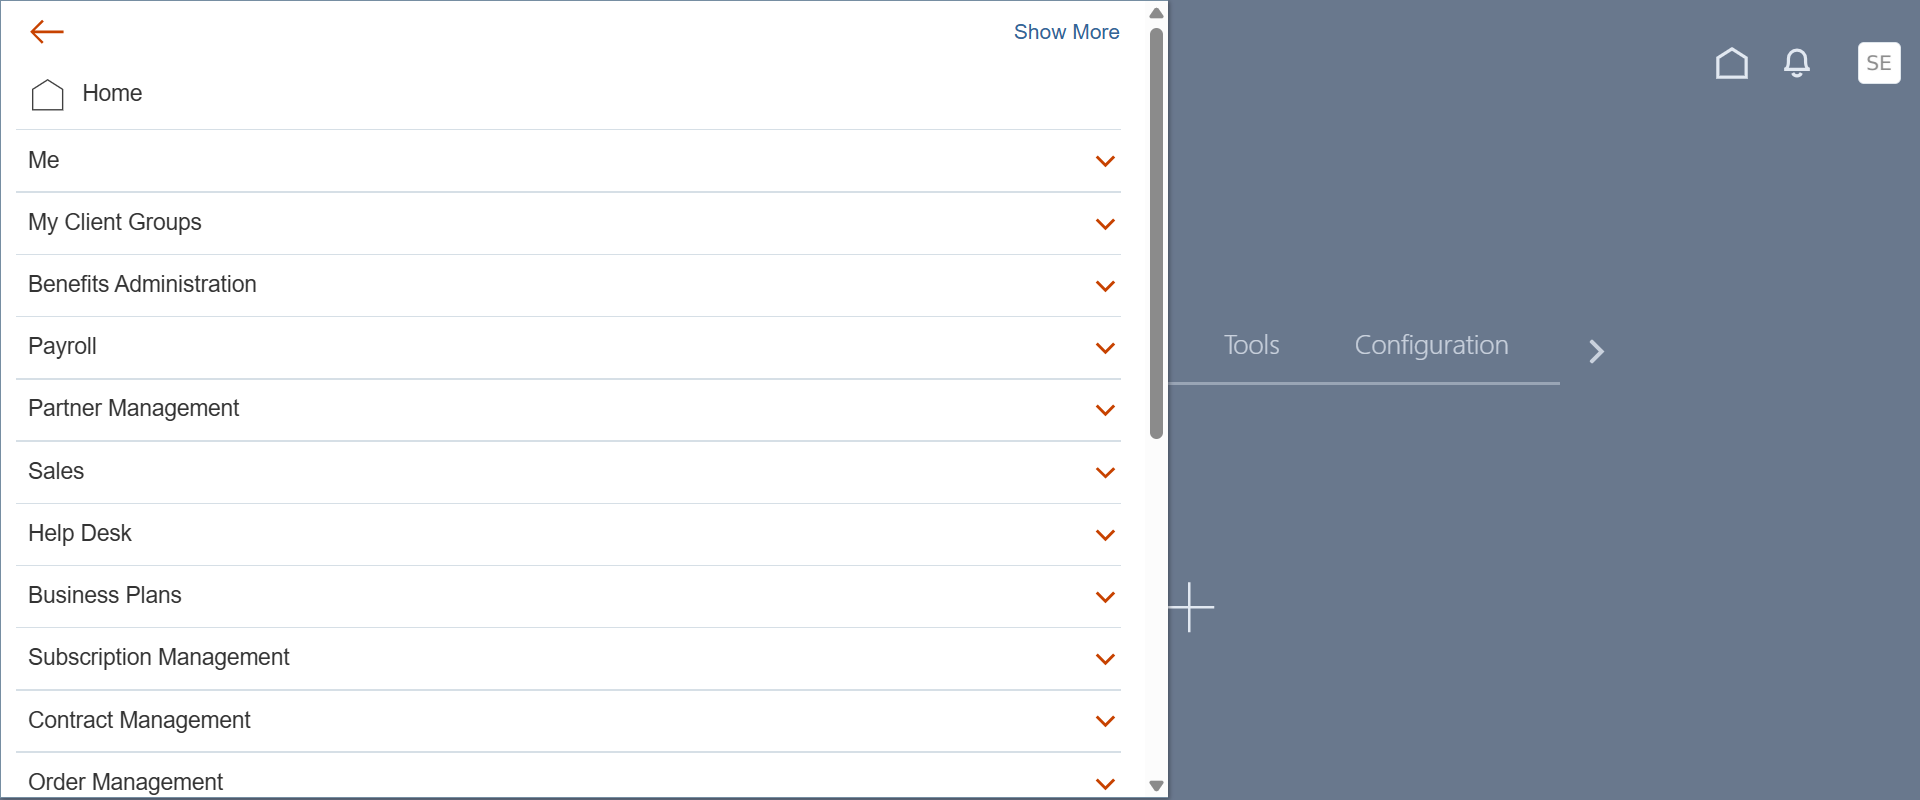 Show More
Home
Me
My Client Groups
Benefits Administration
Payroll
Partner Management
Sales
Help Desk
Business Plans
Subscription Management
Contract Management
Order Management
SE
Tools
Configuration